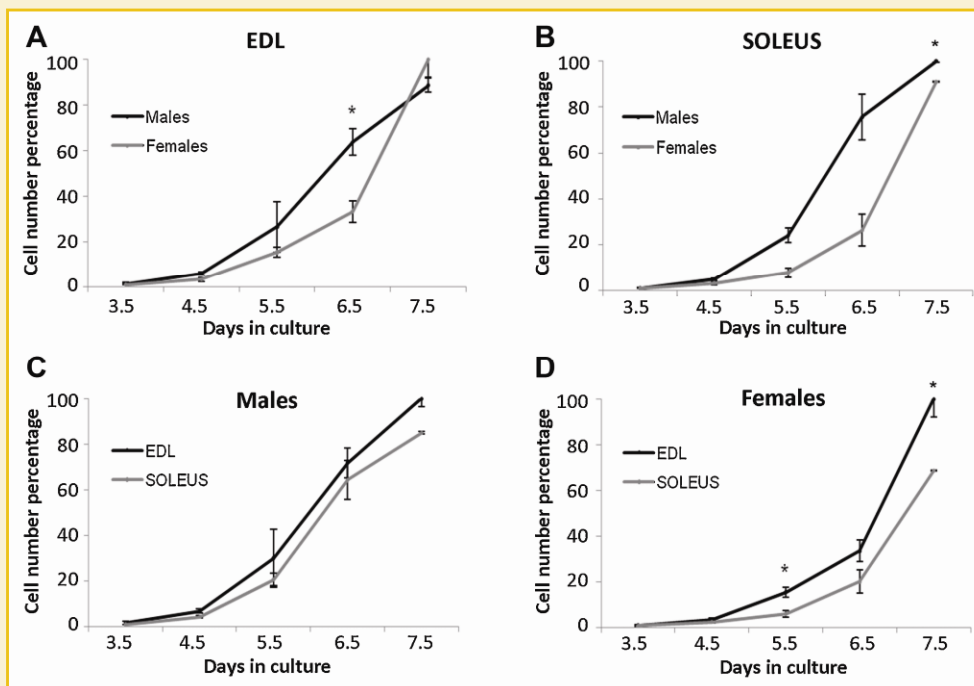 A
EDL
Cell number percentage
100
80
60
40
20
0
Males
Females
*
3.5 4.5 5.5 6.5 7.5
Days in culture
B
SOLEUS
Cell number percentage
100
80
60
40
20
0
Males
Females
*
3.5 4.5 5.5 6.5 7.5
Days in culture
C
Males
Cell number percentage
100
80
60
40
20
0
EDL
SOLEUS
3.5 4.5 5.5 6.5 7.5
Days in culture
D
Females
Cell number percentage
100
80
60
40
20
0
EDL
SOLEUS
*
*
3.5 4.5 5.5 6.5 7.5
Days in culture